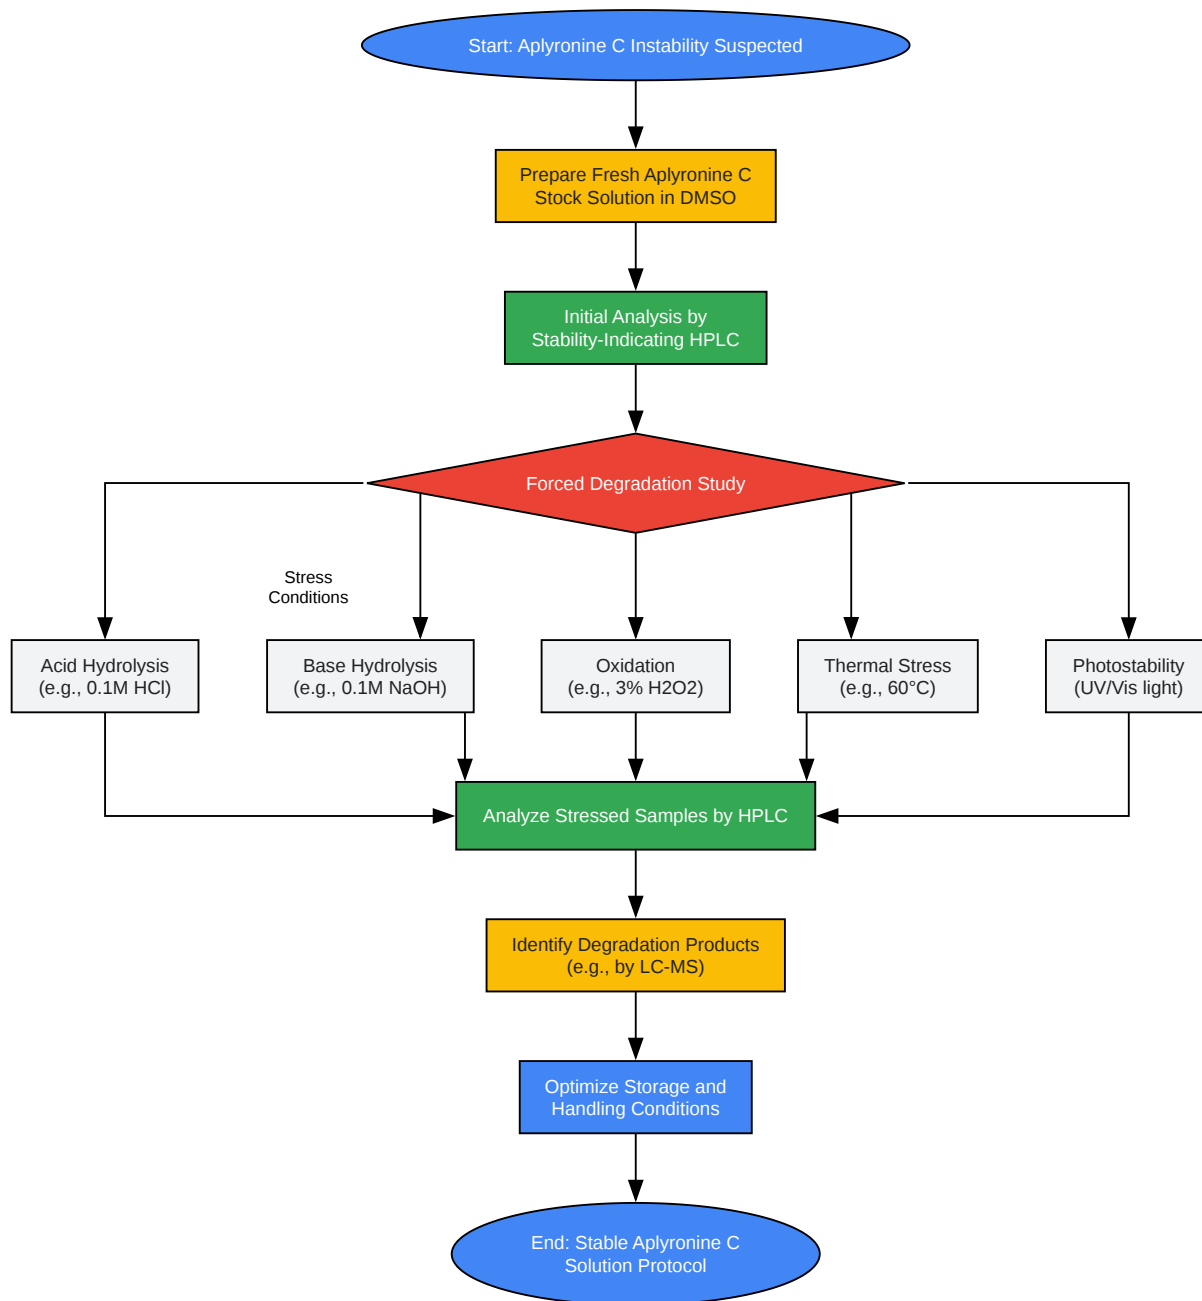 Start: Aplyronine C Instability Suspected
Prepare Fresh Aplyronine C
Stock Solution in DMSO
Initial Analysis by
Stability-Indicating HPLC
Forced Degradation Study
Stress
Conditions
Acid Hydrolysis
(e.g., 0.1M HCl)
Base Hydrolysis
(e.g., 0.1M NaOH)
Oxidation
(e.g., 3% H2O2)
Thermal Stress
(e.g., 60°C)
Photostability
(UV/Vis light)
Analyze Stressed Samples by HPLC
Identify Degradation Products
(e.g., by LC-MS)
Optimize Storage and
Handling Conditions
End: Stable Aplyronine C
Solution Protocol